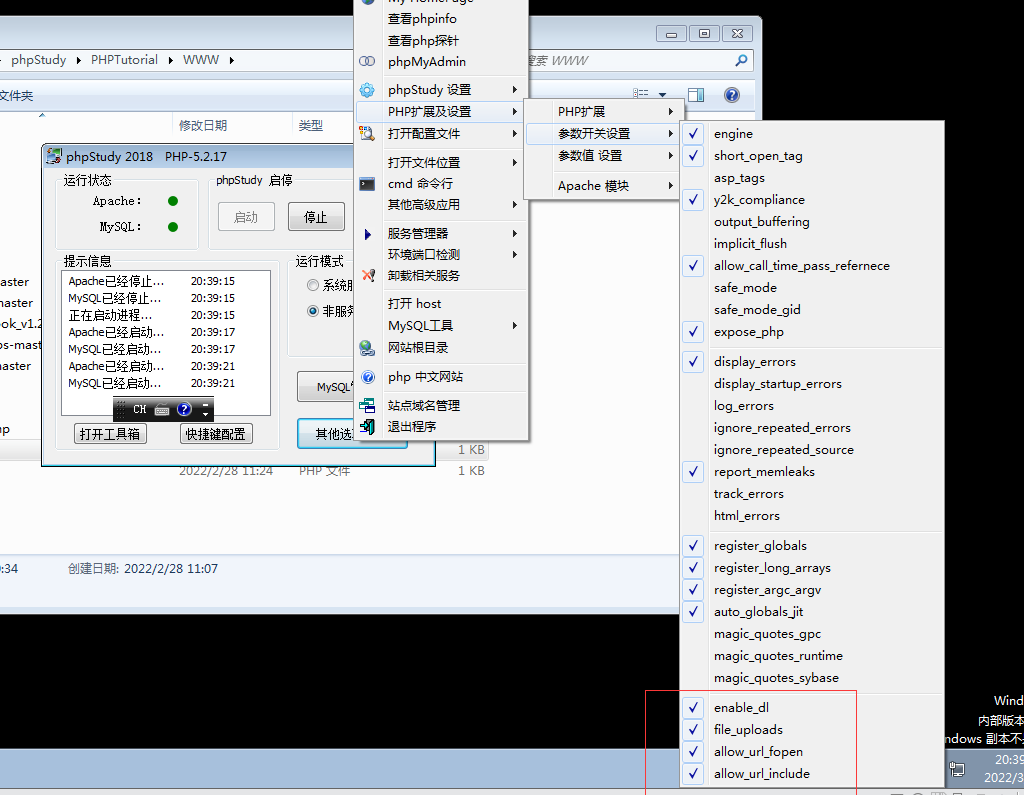 My HomePage
查看phpinfo
查看php探针
phpMyAdmin
phpStudy 设置
PHP扩展及设置
打开配置文件
打开文件位置
cmd 命令行
其他高级应用
服务管理器
环境端口检测
卸载相关服务
打开 host
MySQL工具
网站根目录
php 中文网站
站点域名管理
退出程序
PHP扩展
参数开关设置
参数值 设置
Apache 模块
engine
short_open_tag
asp_tags
y2k_compliance
output_buffering
implicit_flush
allow_call_time_pass_refernece
safe_mode
safe_mode_gid
expose_php
display_errors
display_startup_errors
log_errors
ignore_repeated_errors
ignore_repeated_source
report_memleaks
track_errors
html_errors
register_globals
register_long_arrays
register_argc_argv
auto_globals_jit
magic_quotes_gpc
magic_quotes_runtime
magic_quotes_sybase
enable_dl
file_uploads
allow_url_fopen
allow_url_include
phpStudy PHPTutorial WWW
搜索 WWW
文件夹
修改日期 类型
phpStudy 2018 PHP-5.2.17
运行状态
Apache:
MySQL:
phpStudy 启停
启动 停止
提示信息
Apache已经停止... 20:39:15
MySQL已经停止... 20:39:15
正在启动进程... 20:39:15
Apache已经启动... 20:39:17
MySQL已经启动... 20:39:17
Apache已经启动... 20:39:21
MySQL已经启动... 20:39:21
运行模式
系统服
非服务
MySQL
CH
打开工具箱 快捷键配置
其他选
aster
naster
ok_v1.2
os-mast
naster
np
1 KB
2022/2/28 11:24 PHP 文件 1 KB
:34 创建日期: 2022/2/28 11:07
Wind
内部版本
ndows 副本不
20:39
2022/3